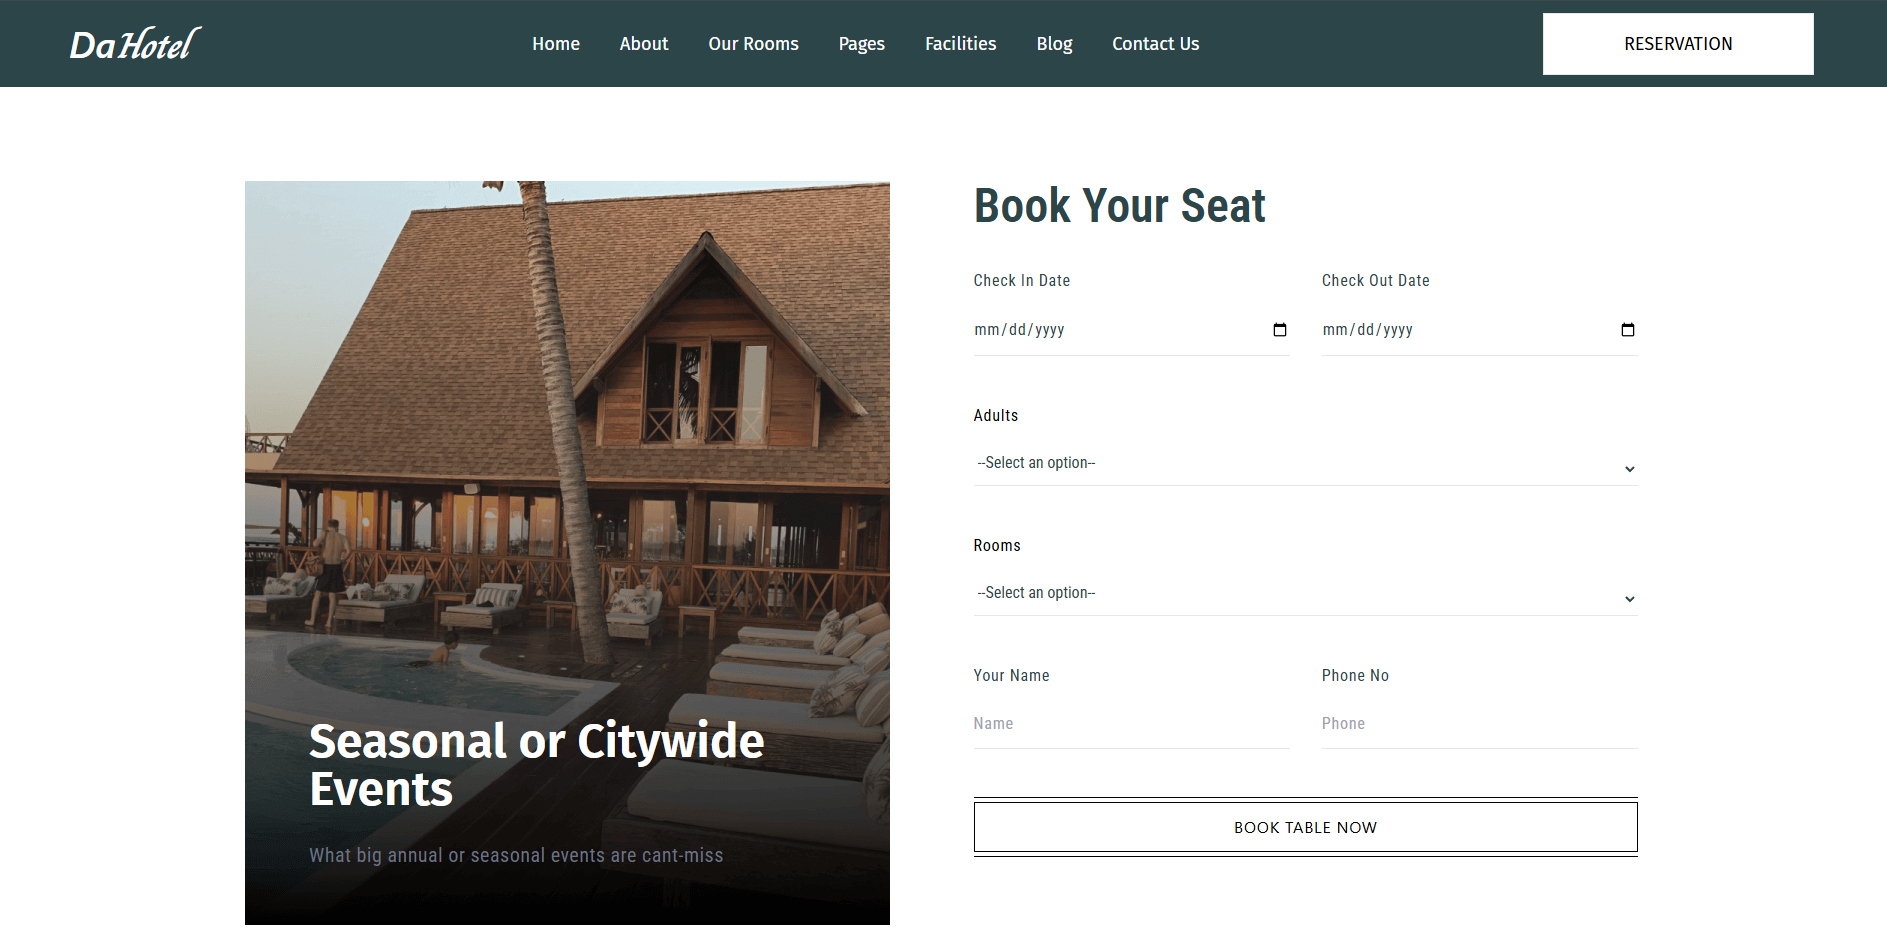 DaHotel
Home About Our Rooms Pages Facilities Blog Contact Us
RESERVATION
Seasonal or Citywide
Events
What big annual or seasonal events are cant-miss
Book Your Seat
Check In Date Check Out Date
mm/dd/yyyy mm/dd/yyyy
Adults
--Select an option--
Rooms
--Select an option--
Your Name Phone No
Name Phone
BOOK TABLE NOW